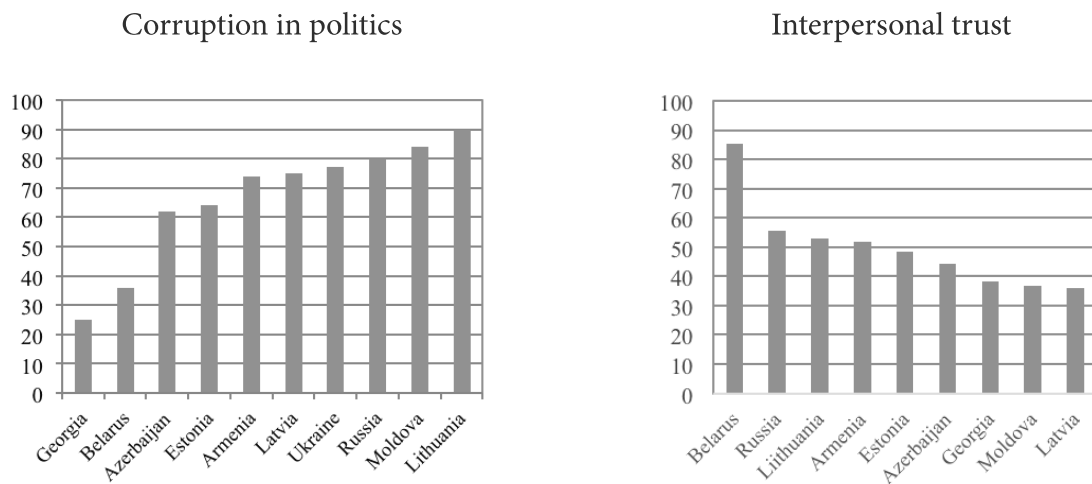 Corruption in politics
100
90
80
70
60
50
40
30
20
10
0
Georgia
Belarus
Azerbaijan
Estonia
Armenia
Latvia
Ukraine
Russia
Moldova
Lithuania
Interpersonal trust
100
90
80
70
60
50
40
30
20
10
0
Belarus
Russia
Liithuania
Armenia
Estonia
Azerbaijan
Georgia
Moldova
Latvia